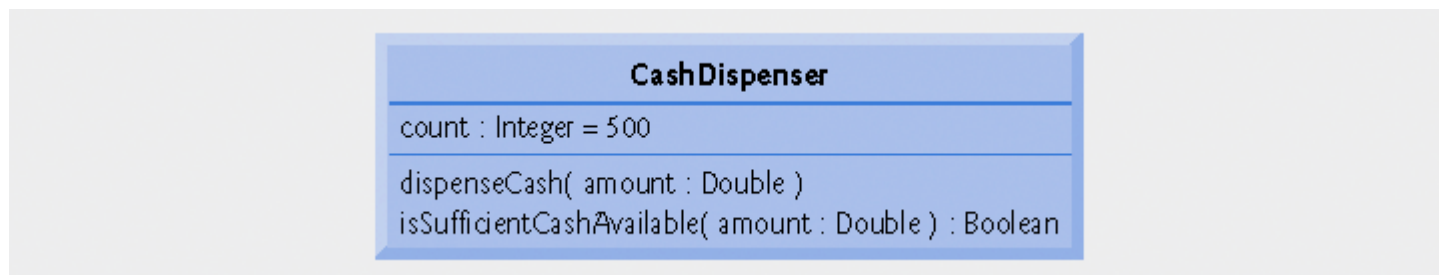 CashDispenser
count : Integer = 500
dispenseCash( amount : Double )
isSufficientCashAvailable( amount : Double ) : Boolean